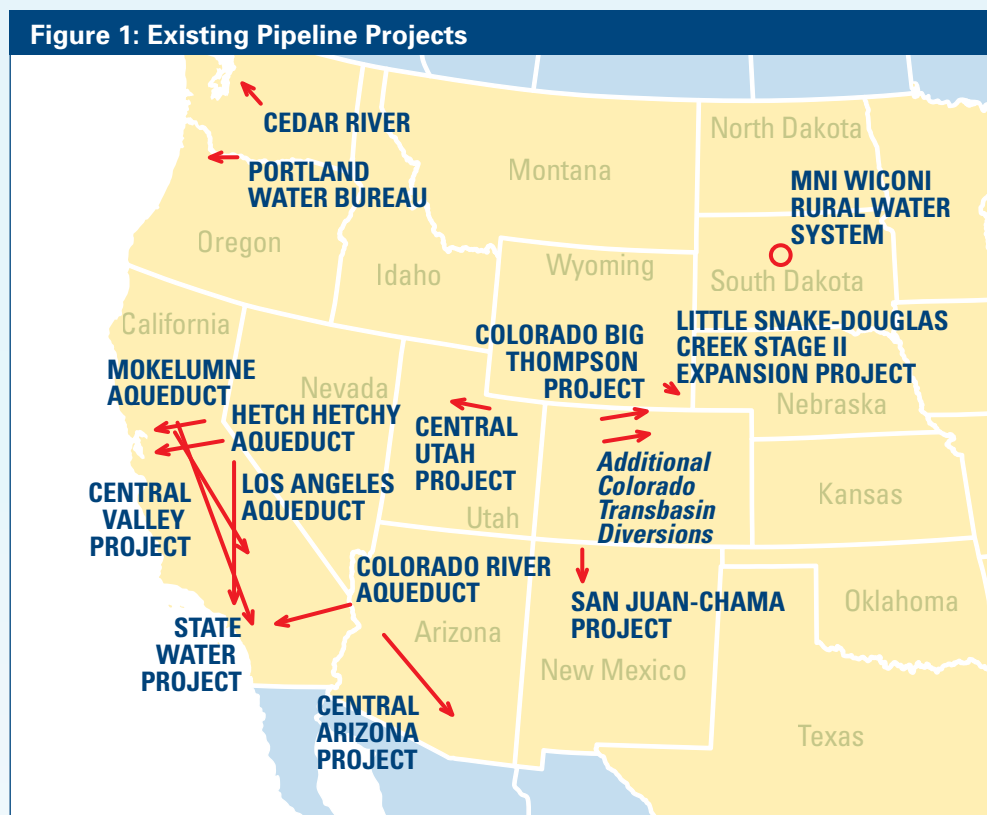 Figure 1: Existing Pipeline Projects
CEDAR RIVER
PORTLAND
WATER BUREAU
Montana
North Dakota
MNI WICONI
RURAL WATER
SYSTEM
Oregon
Idaho
Wyoming
South Dakota
California
Nevada
MOKELUMNE
AQUEDUCT
HETCH HETCHY
AQUEDUCT
LOS ANGELES
AQUEDUCT
CENTRAL
VALLEY
PROJECT
COLORADO BIG
THOMPSON
PROJECT
LITTLE SNAKE-DOUGLAS
CREEK STAGE II
EXPANSION PROJECT
Nebraska
CENTRAL
UTAH
PROJECT
Utah
Additional
Colorado
Transbasin
Diversions
Kansas
COLORADO RIVER
AQUEDUCT
STATE
WATER
PROJECT
Arizona
SAN JUAN-CHAMA
PROJECT
New Mexico
Oklahoma
CENTRAL
ARIZONA
PROJECT
Texas